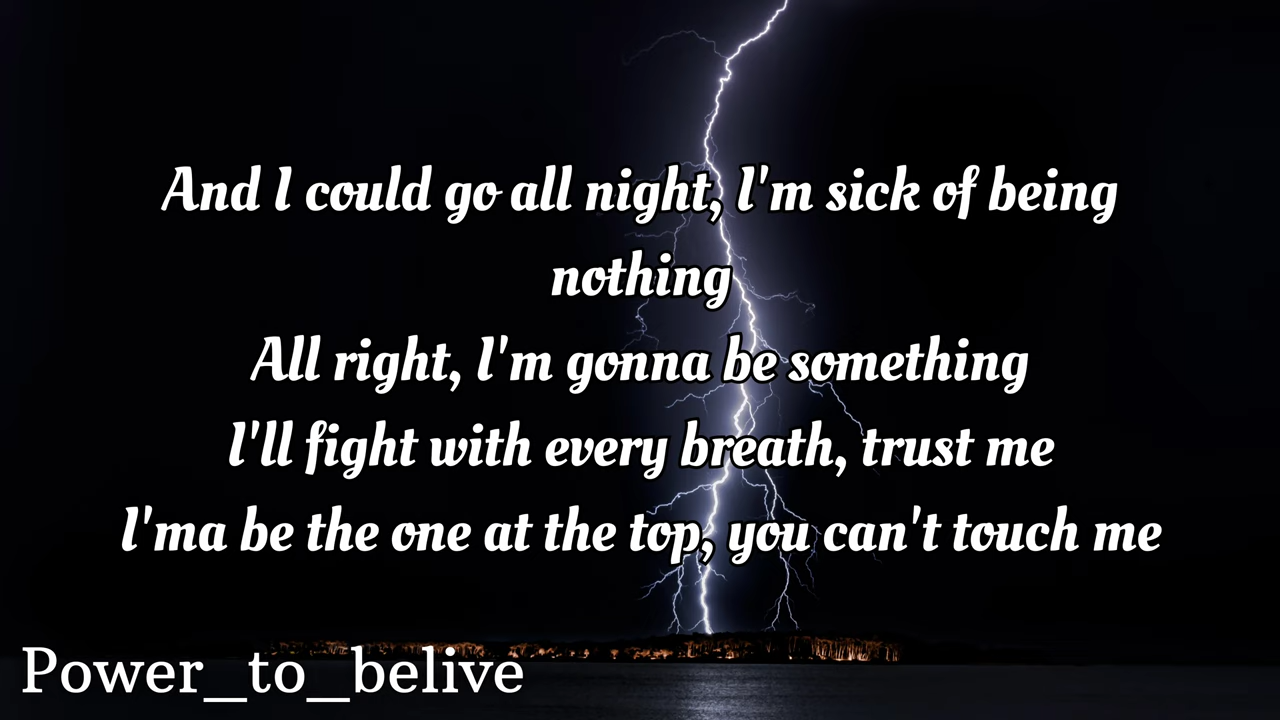 And I could go all night, I'm sick of being
nothing
All right, I'm gonna be something
I'll fight with every breath, trust me
I'ma be the one at the top, you can't touch me
Power_to_belive